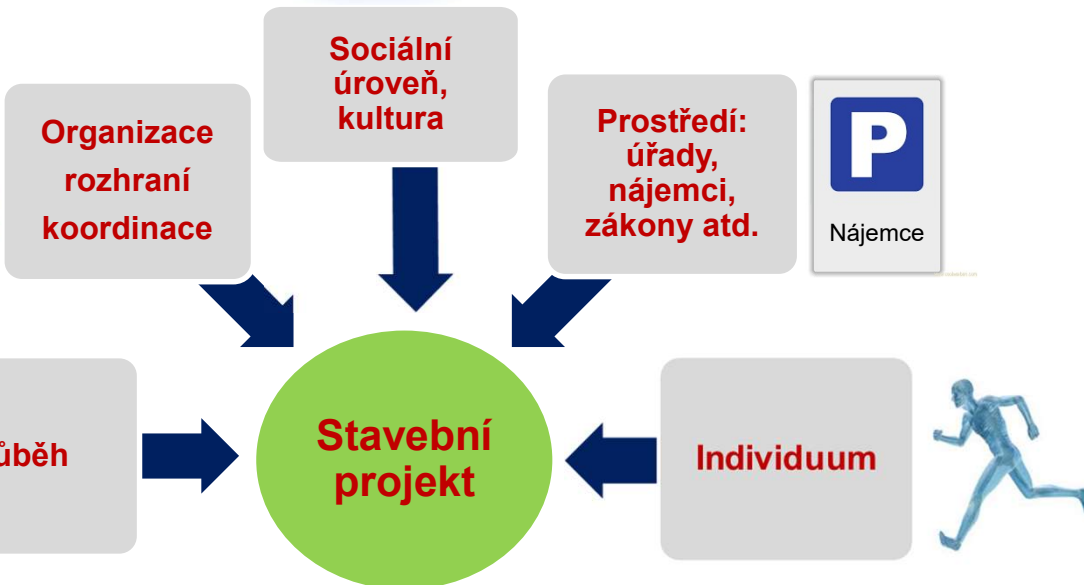 Sociální
úroveň,
kultura
Organizace
rozhraní
koordinace
Prostředí:
úřady,
nájemci,
zákony atd.
P
Nájemce
ůběh
Stavební
projekt
Individuum